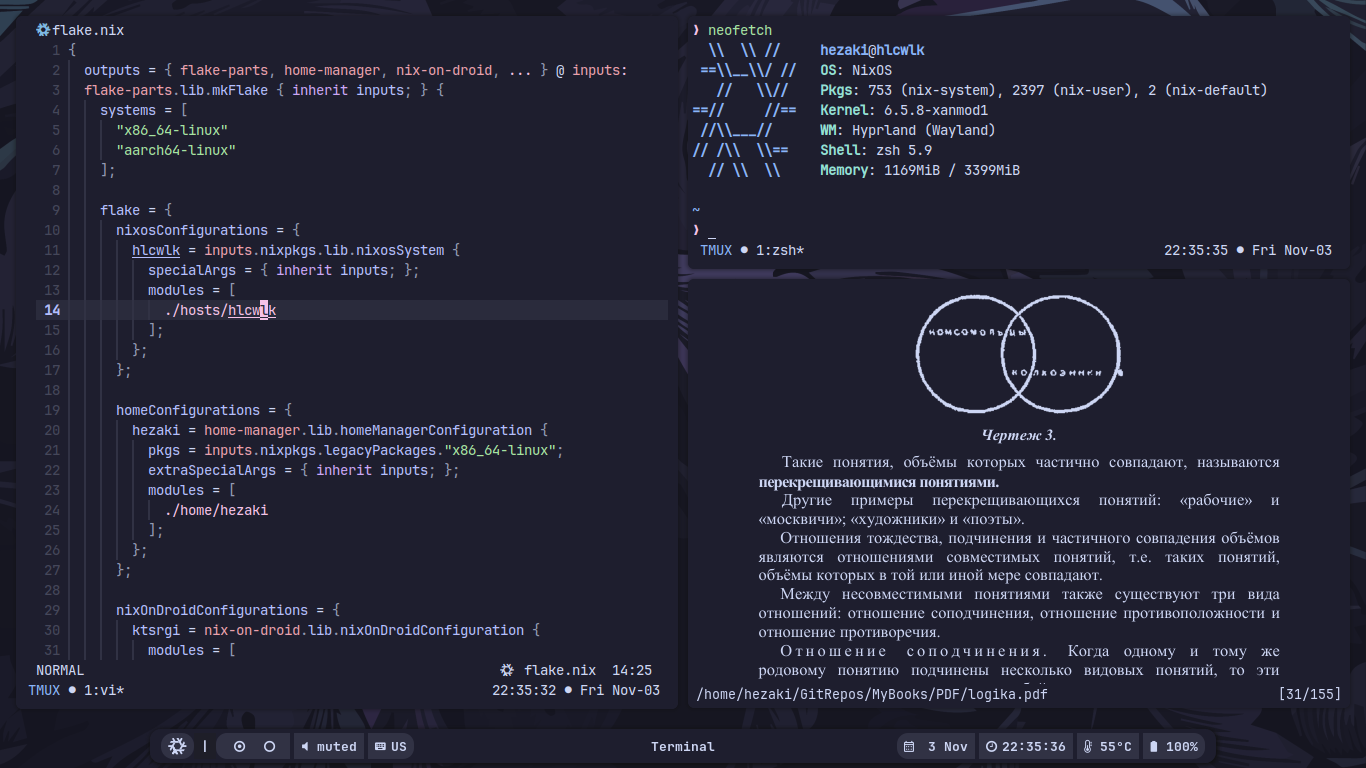 flake.nix
1 {
2 outputs = { flake-parts, home-manager, nix-on-droid, ... } @ inputs:
3 flake-parts.lib.mkFlake { inherit inputs; } {
4 systems = [
5 "x86_64-linux"
6 "aarch64-linux"
7 ];
8
9 flake = {
10 nixosConfigurations = {
11 hlcwlk = inputs.nixpkgs.lib.nixosSystem {
12 specialArgs = { inherit inputs; };
13 modules = [
14 ./hosts/hlcwlk
15 ];
16 };
17 };
18
19 homeConfigurations = {
20 hezaki = home-manager.lib.homeManagerConfiguration {
21 pkgs = inputs.nixpkgs.legacyPackages."x86_64-linux";
22 extraSpecialArgs = { inherit inputs; };
23 modules = [
24 ./home/hezaki
25 ];
26 };
27 };
28
29 nixOnDroidConfigurations = {
30 ktsrgi = nix-on-droid.lib.nixOnDroidConfiguration {
31 modules = [
NORMAL flake.nix 14:25
TMUX ● 1:vi* 22:35:32 ● Fri Nov-03
❯ neofetch
hezaki@hlcwlk
OS: NixOS
Pkgs: 753 (nix-system), 2397 (nix-user), 2 (nix-default)
Kernel: 6.5.8-xanmod1
WM: Hyprland (Wayland)
Shell: zsh 5.9
Memory: 1169MiB / 3399MiB
~
❯ _
TMUX ● 1:zsh* 22:35:35 ● Fri Nov-03
комсомольцы
колхозники
Чертеж 3.
Такие понятия, объёмы которых частично совпадают, называются
перекрещивающимися понятиями.
Другие примеры перекрещивающихся понятий: «рабочие» и
«москвичи»; «художники» и «поэты».
Отношения тождества, подчинения и частичного совпадения объёмов
являются отношениями совместимых понятий, т.е. таких понятий,
объёмы которых в той или иной мере совпадают.
Между несовместимыми понятиями также существуют три вида
отношений: отношение соподчинения, отношение противоположности и
отношение противоречия.
Отношение соподчинения. Когда одному и тому же
родовому понятию подчинены несколько видовых понятий, то эти
/home/hezaki/GitRepos/MyBooks/PDF/logika.pdf [31/155]
| muted US Terminal 3 Nov 22:35:36 55°C 100%